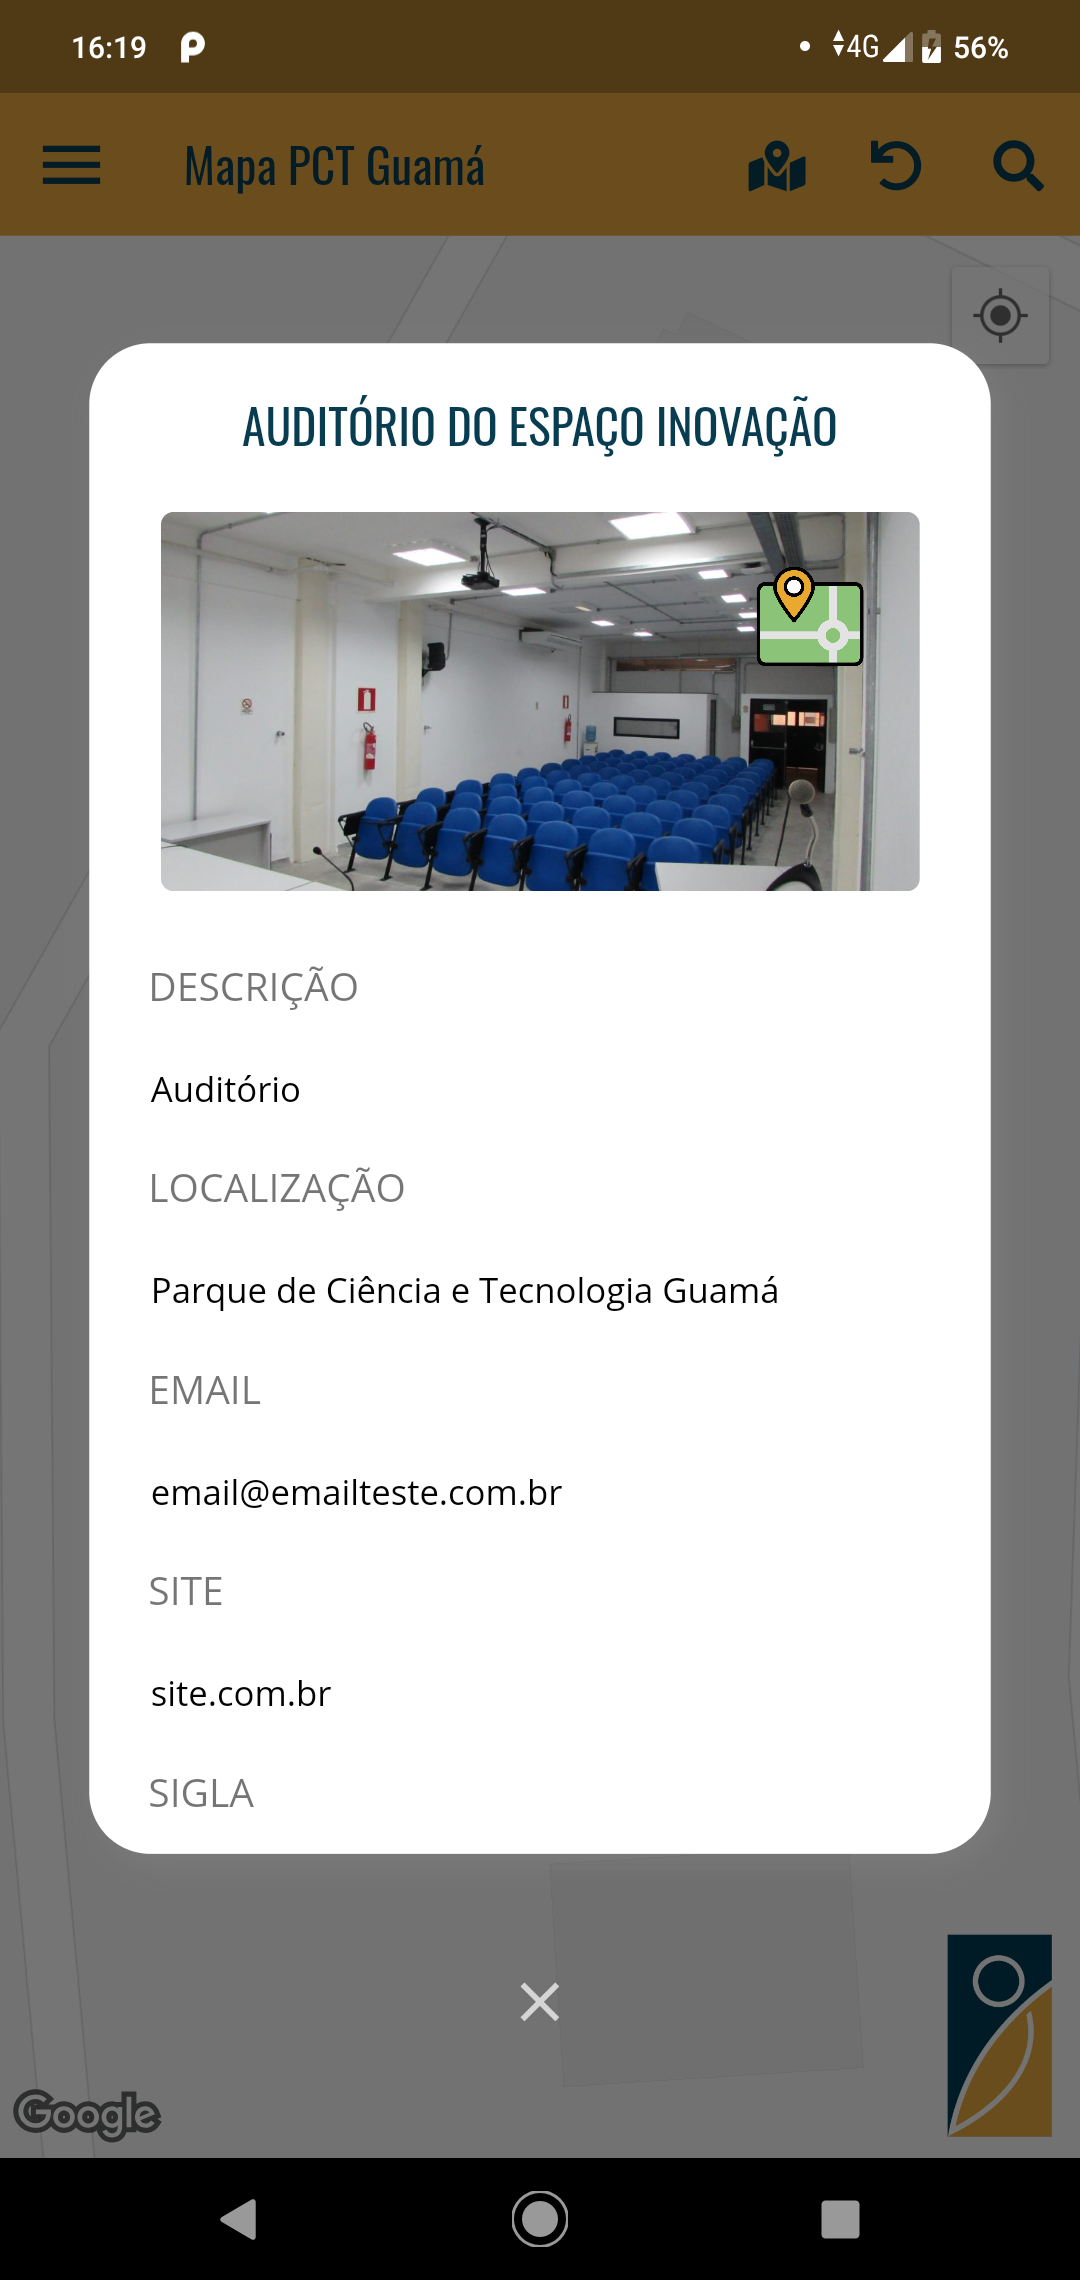 16:19
4G
56%
Mapa PCT Guamá
AUDITÓRIO DO ESPAÇO INOVAÇÃO
DESCRIÇÃO
Auditório
LOCALIZAÇÃO
Parque de Ciência e Tecnologia Guamá
EMAIL
email@emailteste.com.br
SITE
site.com.br
SIGLA
Google